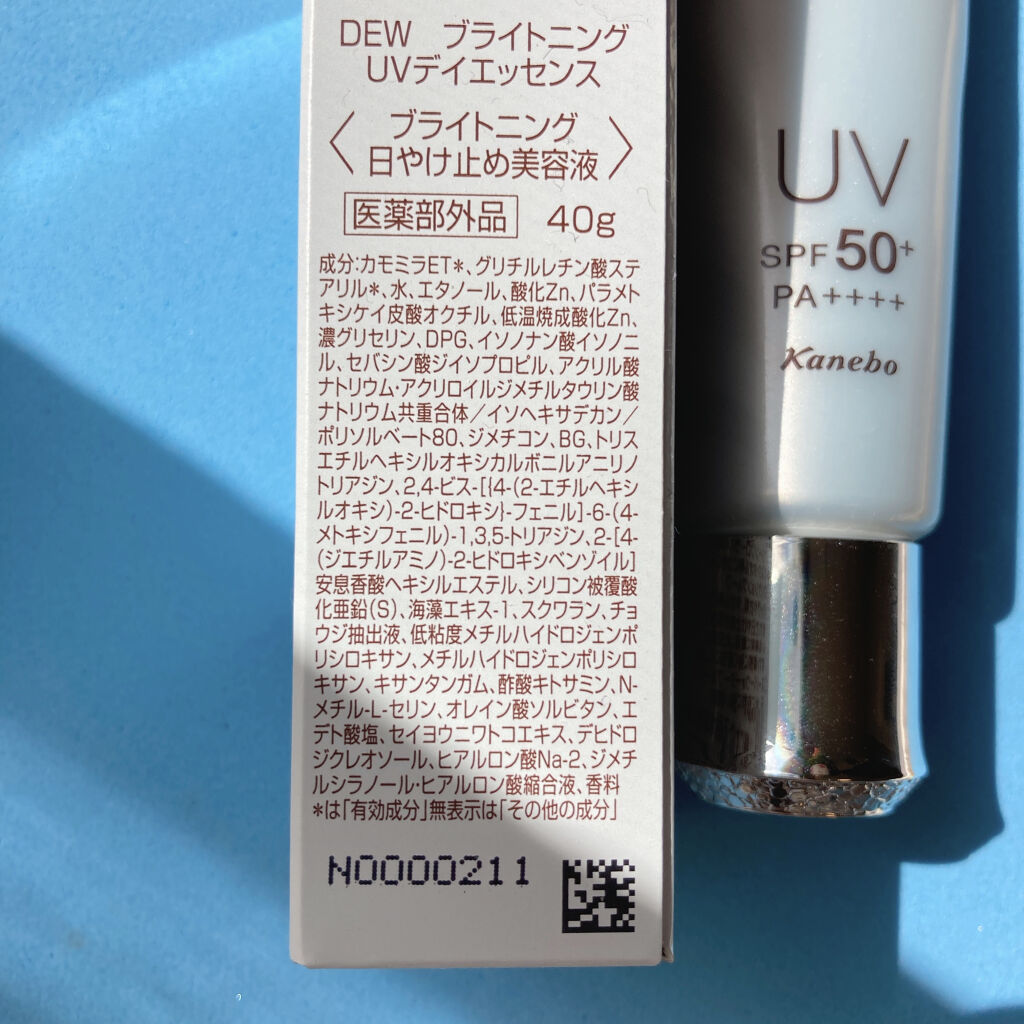 DEW ブライトニング
UVデイエッセンス
〈ブライトニング
日やけ止め美容液〉
医薬部外品 40g
成分:カモミラET*、グリチルレチン酸ステ
アリル*、水、エタノール、酸化Zn、パラメト
キシケイ皮酸オクチル、低温焼成酸化Zn、
濃グリセリン、DPG、イソノナン酸イソノニ
ル、セバシン酸ジイソプロピル、アクリル酸
ナトリウム・アクリロイルジメチルタウリン酸
ナトリウム共重合体/イソヘキサデカン/
ポリソルベート80、ジメチコン、BG、トリス
エチルヘキシルオキシカルボニルアニリノ
トリアジン、2,4-ビス-[{4-(2-エチルヘキシ
ルオキシ)-2-ヒドロキシ}-フェニル]-6-(4-
メトキシフェニル)-1,3,5-トリアジン、2-[4-
(ジエチルアミノ)-2-ヒドロキシベンゾイル]
安息香酸ヘキシルエステル、シリコン被覆酸
化亜鉛(S)、海藻エキス-1、スクワラン、チョ
ウジ抽出液、低粘度メチルハイドロジェンポ
リシロキサン、メチルハイドロジェンポリシロ
キサン、キサンタンガム、酢酸キトサミン、N-
メチル-L-セリン、オレイン酸ソルビタン、エ
デト酸塩、セイヨウニワトコエキス、デヒドロ
ジクレオソール、ヒアルロン酸Na-2、ジメチ
ルシラノール・ヒアルロン酸縮合液、香料
*は「有効成分」無表示は「その他の成分」
N0000211
UV
SPF 50+
PA++++
Kanebo